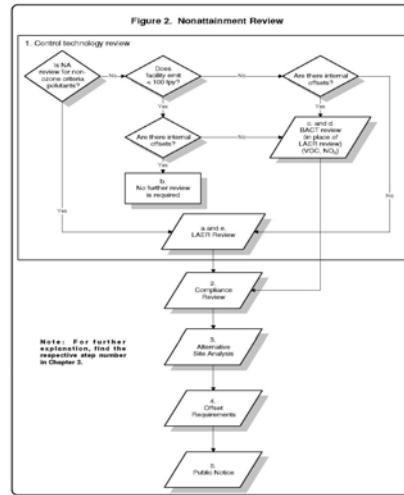 Figure 2. Nonattainment Review
1. Control technology review
Is NA
review for non-
ozone criteria
pollutants?
No
Does
facility emit
< 100 tpy?
No
Are there internal
offsets?
Yes
Yes
Are there internal
offsets?
No
c. and d.
BACT review
(in place of
LAER review)
(VOC, NOx)
Yes
b.
No further review
is required
Yes
No
a and e.
LAER Review
2.
Compliance
Review
3.
Alternative
Site Analysis
4.
Offset
Requirements
5.
Public Notice
Note: For further
explanation, find the
respective step number
in Chapter 3.